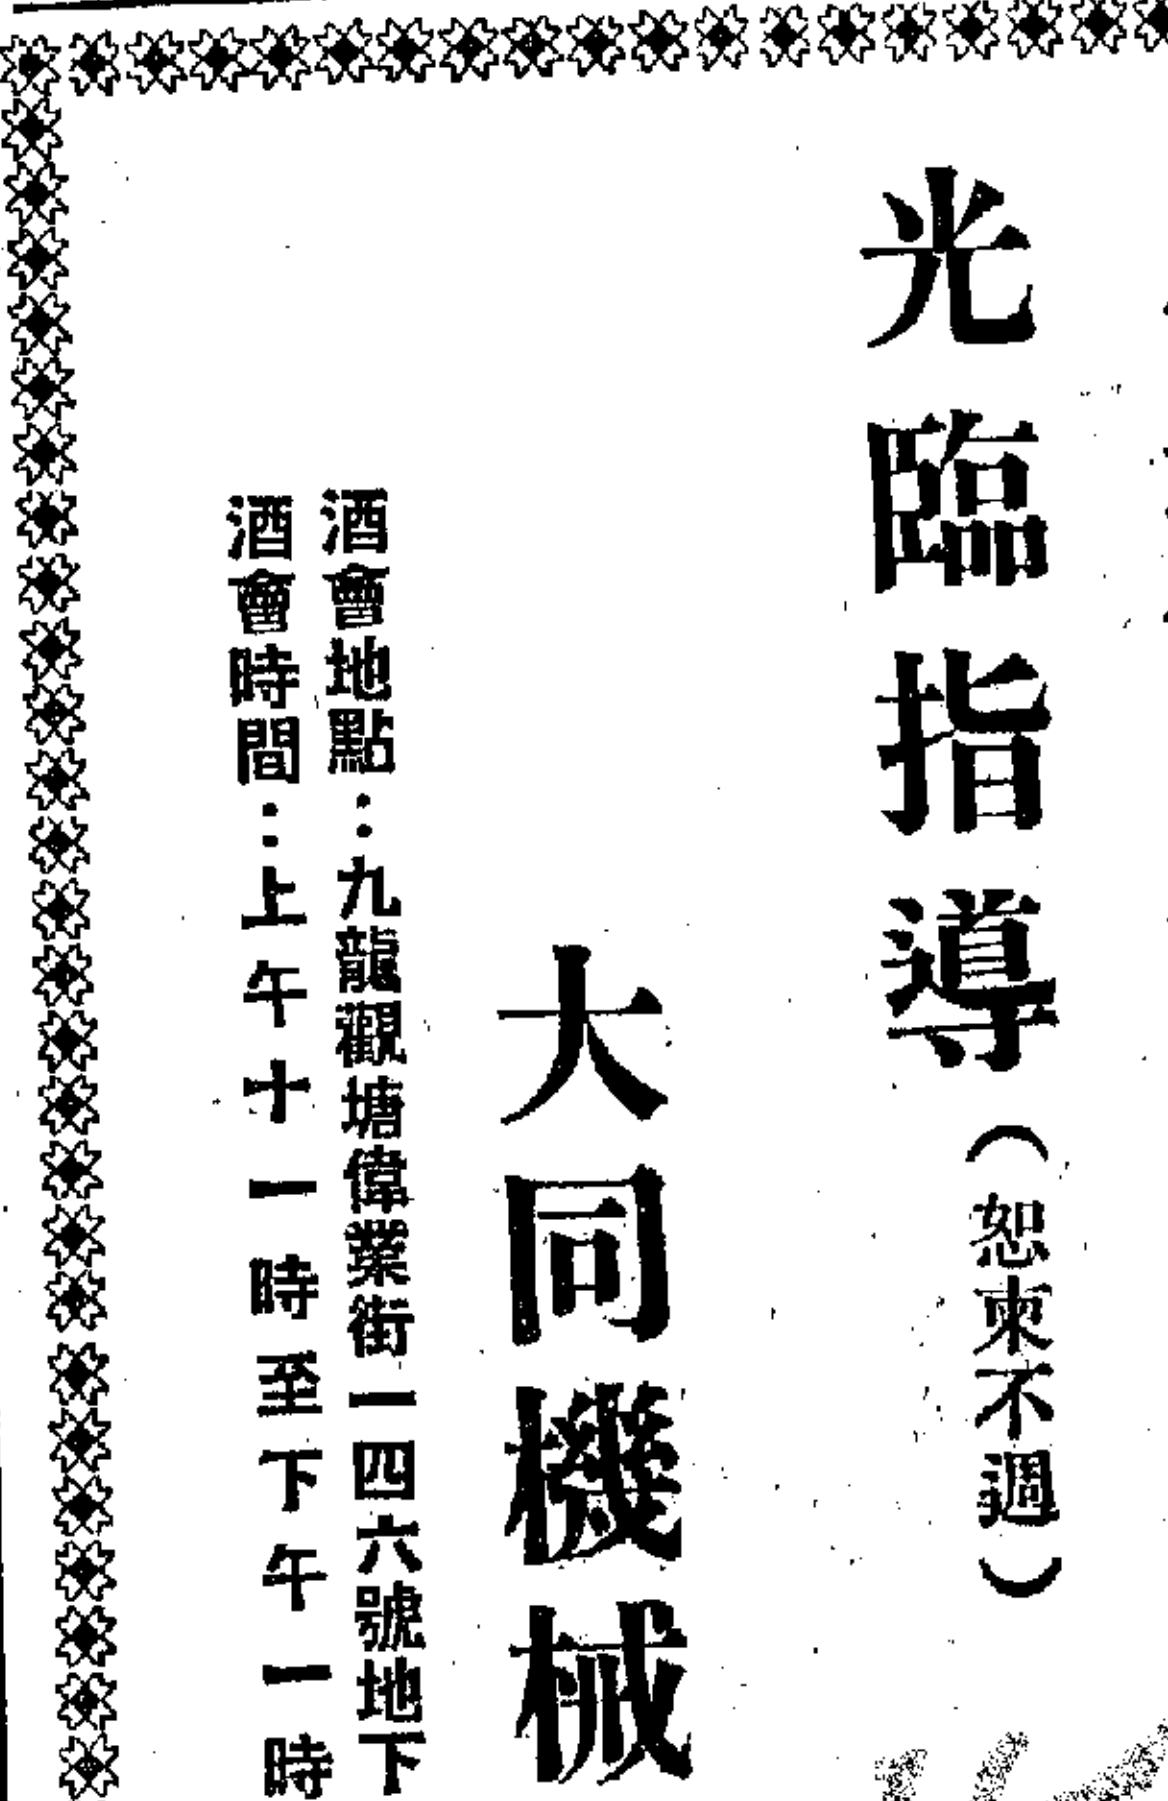 光臨指導（恕柬不週）
大同機械
酒會地點：九龍觀塘偉業街一四六號地下
酒會時間：上午十一時至下午一時